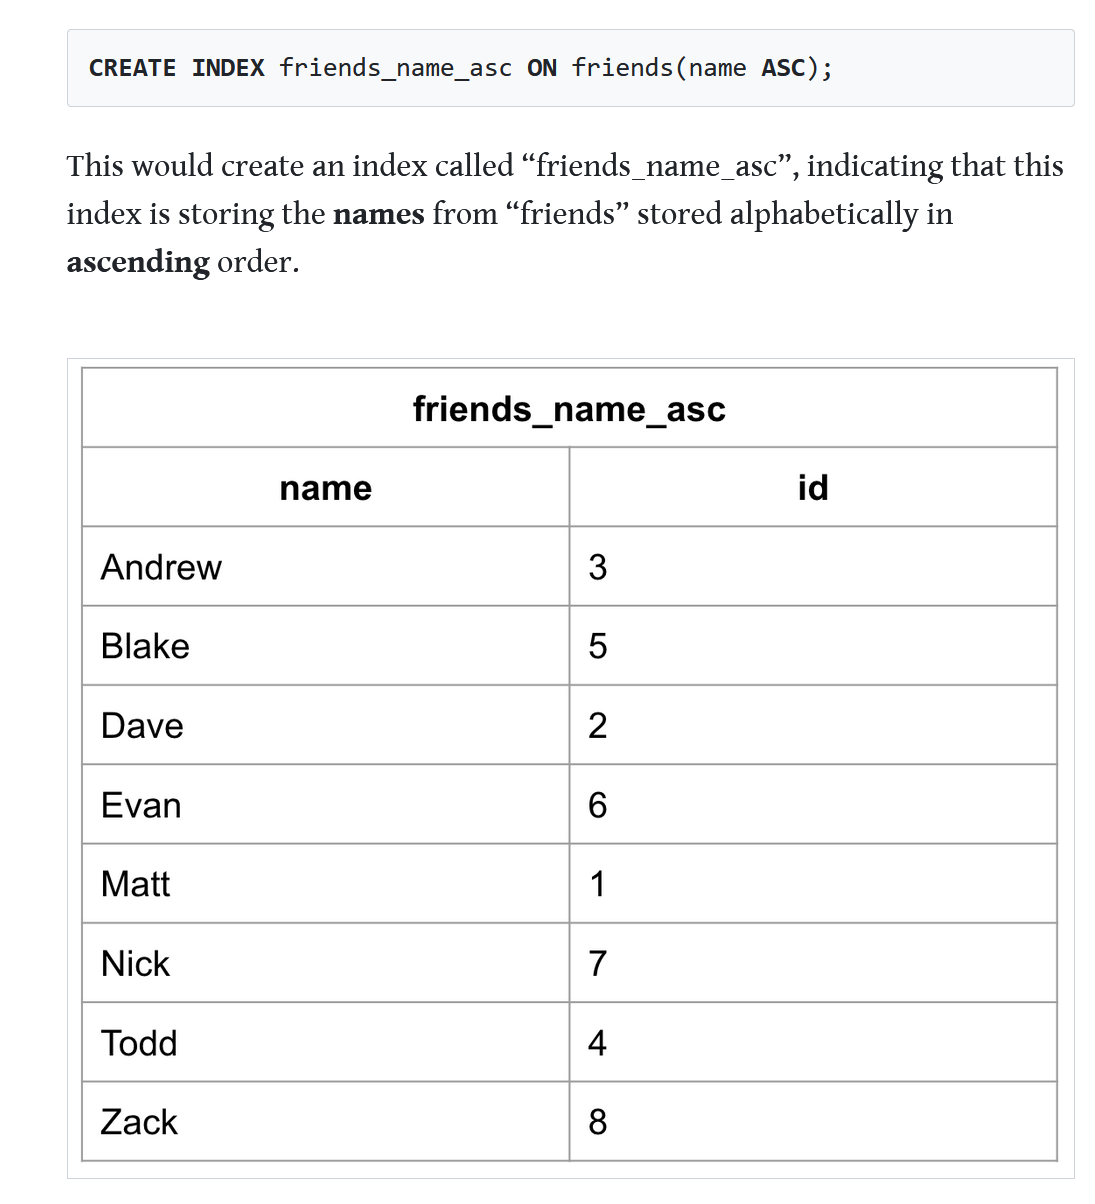 CREATE INDEX friends_name_asc ON friends(name ASC);
This would create an index called “friends_name_asc”, indicating that this
index is storing the names from “friends” stored alphabetically in
ascending order.
friends_name_asc
name id
Andrew 3
Blake 5
Dave 2
Evan 6
Matt 1
Nick 7
Todd 4
Zack 8